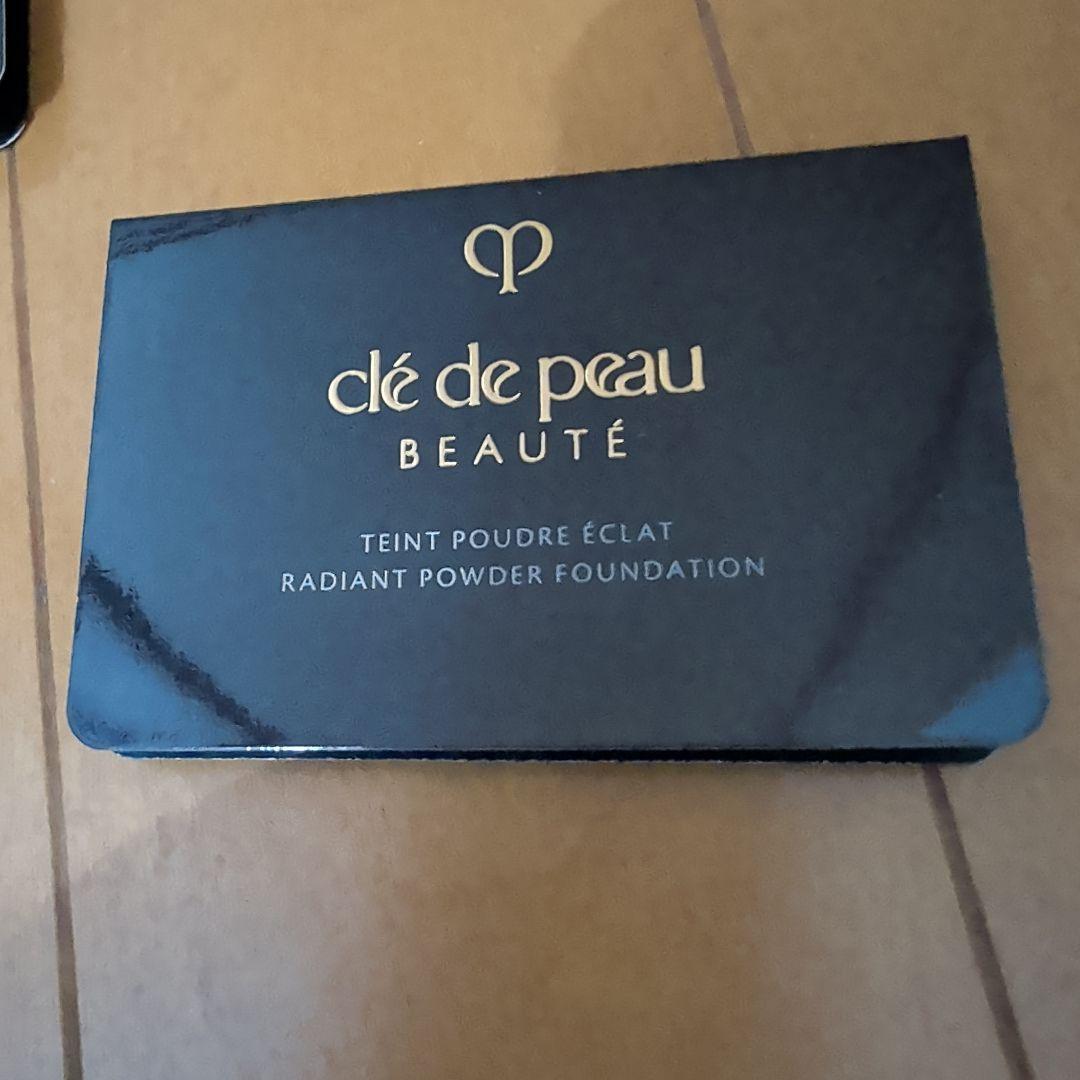 clé de peau
BEAUTÉ
TEINT POUDRE ÉCLAT
RADIANT POWDER FOUNDATION